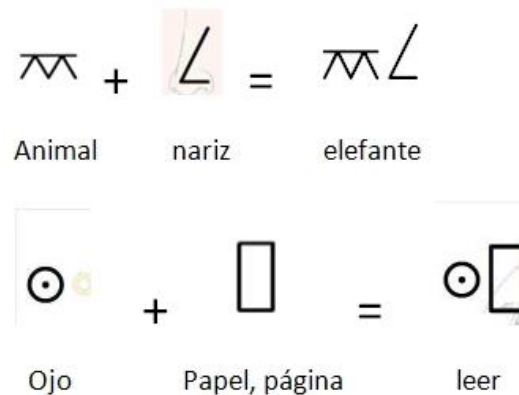 + =
Animal nariz elefante
+ =
Ojo Papel, página leer